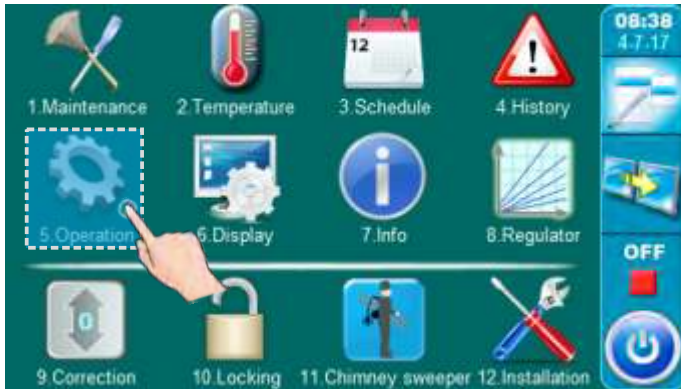 08:38
4.7.17
1.Maintenance
2.Temperature
12
3.Schedule
4.History
5.Operation
6.Display
7.Info
8.Regulator
OFF
0
9.Correction
10.Locking
11.Chimney sweeper
12.Installation